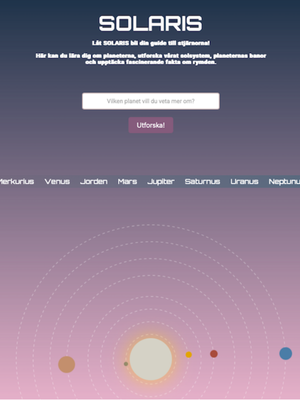 SOLARIS
Låt SOLARIS bli din guide till stjärnorna!
Här kan du lära dig om planeterna, utforska vårat solsystem, planeternas banor
och upptäcka fascinerande fakta om rymden.
Vilken planet vill du veta mer om?
Utforska!
Merkurius Venus Jorden Mars Jupiter Saturnus Uranus Neptunu